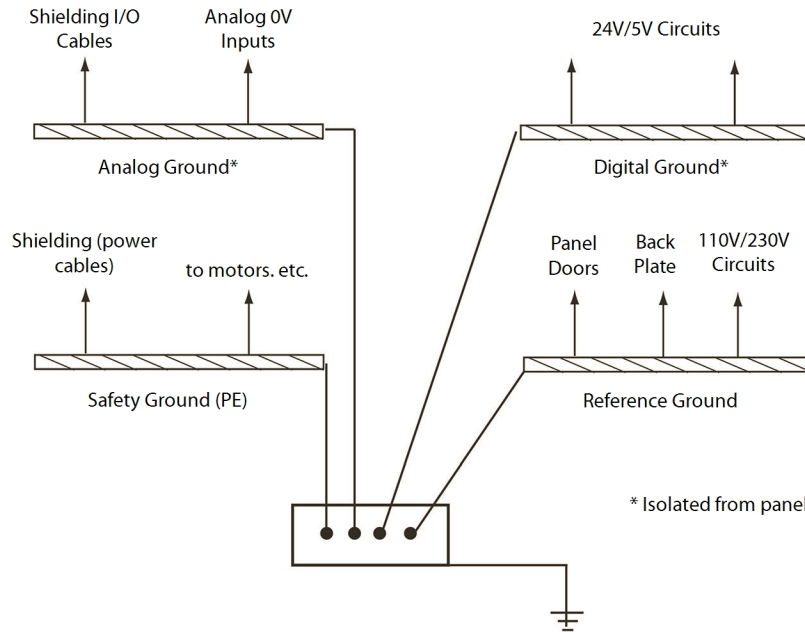 Shielding I/O
Cables
Analog 0V
Inputs
24V/5V Circuits
Analog Ground*
Digital Ground*
Shielding (power
cables)
to motors. etc.
Panel
Doors
Back
Plate
110V/230V
Circuits
Safety Ground (PE)
Reference Ground
* Isolated from panel